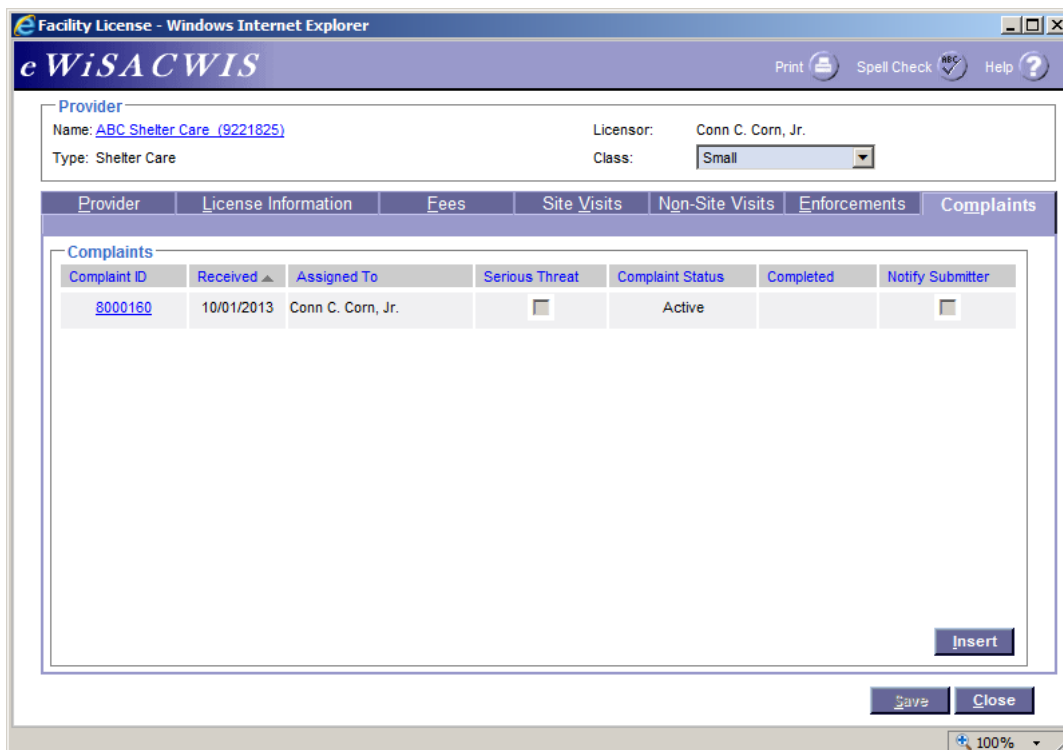 Facility License - Windows Internet Explorer
eWiSACWIS Print Spell Check ABC Help ?
Provider
Name: ABC Shelter Care (9221825) Licensor: Conn C. Corn, Jr.
Type: Shelter Care Class: Small
Provider License Information Fees Site Visits Non-Site Visits Enforcements Complaints
Complaints
Complaint ID Received Assigned To Serious Threat Complaint Status Completed Notify Submitter
8000160 10/01/2013 Conn C. Corn, Jr. Active
Insert
Save Close
100%